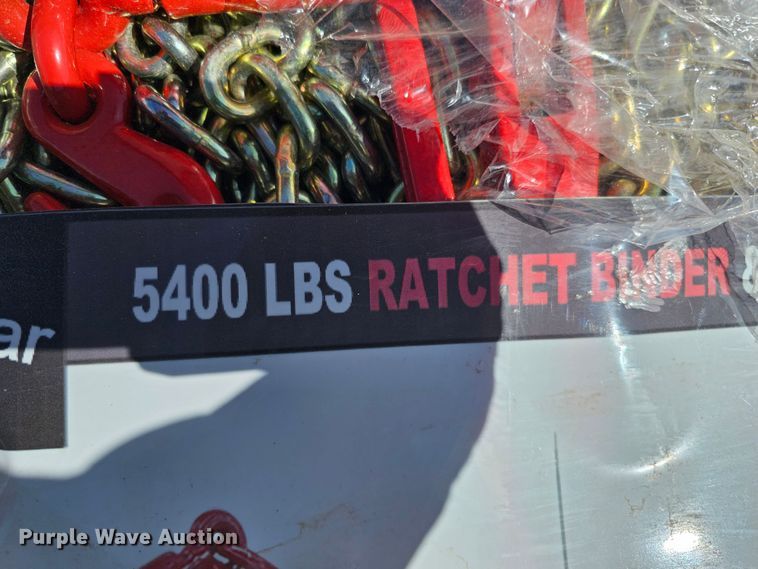 5400 LBS RATCHET BINDER &
ar
Purple Wave Auction